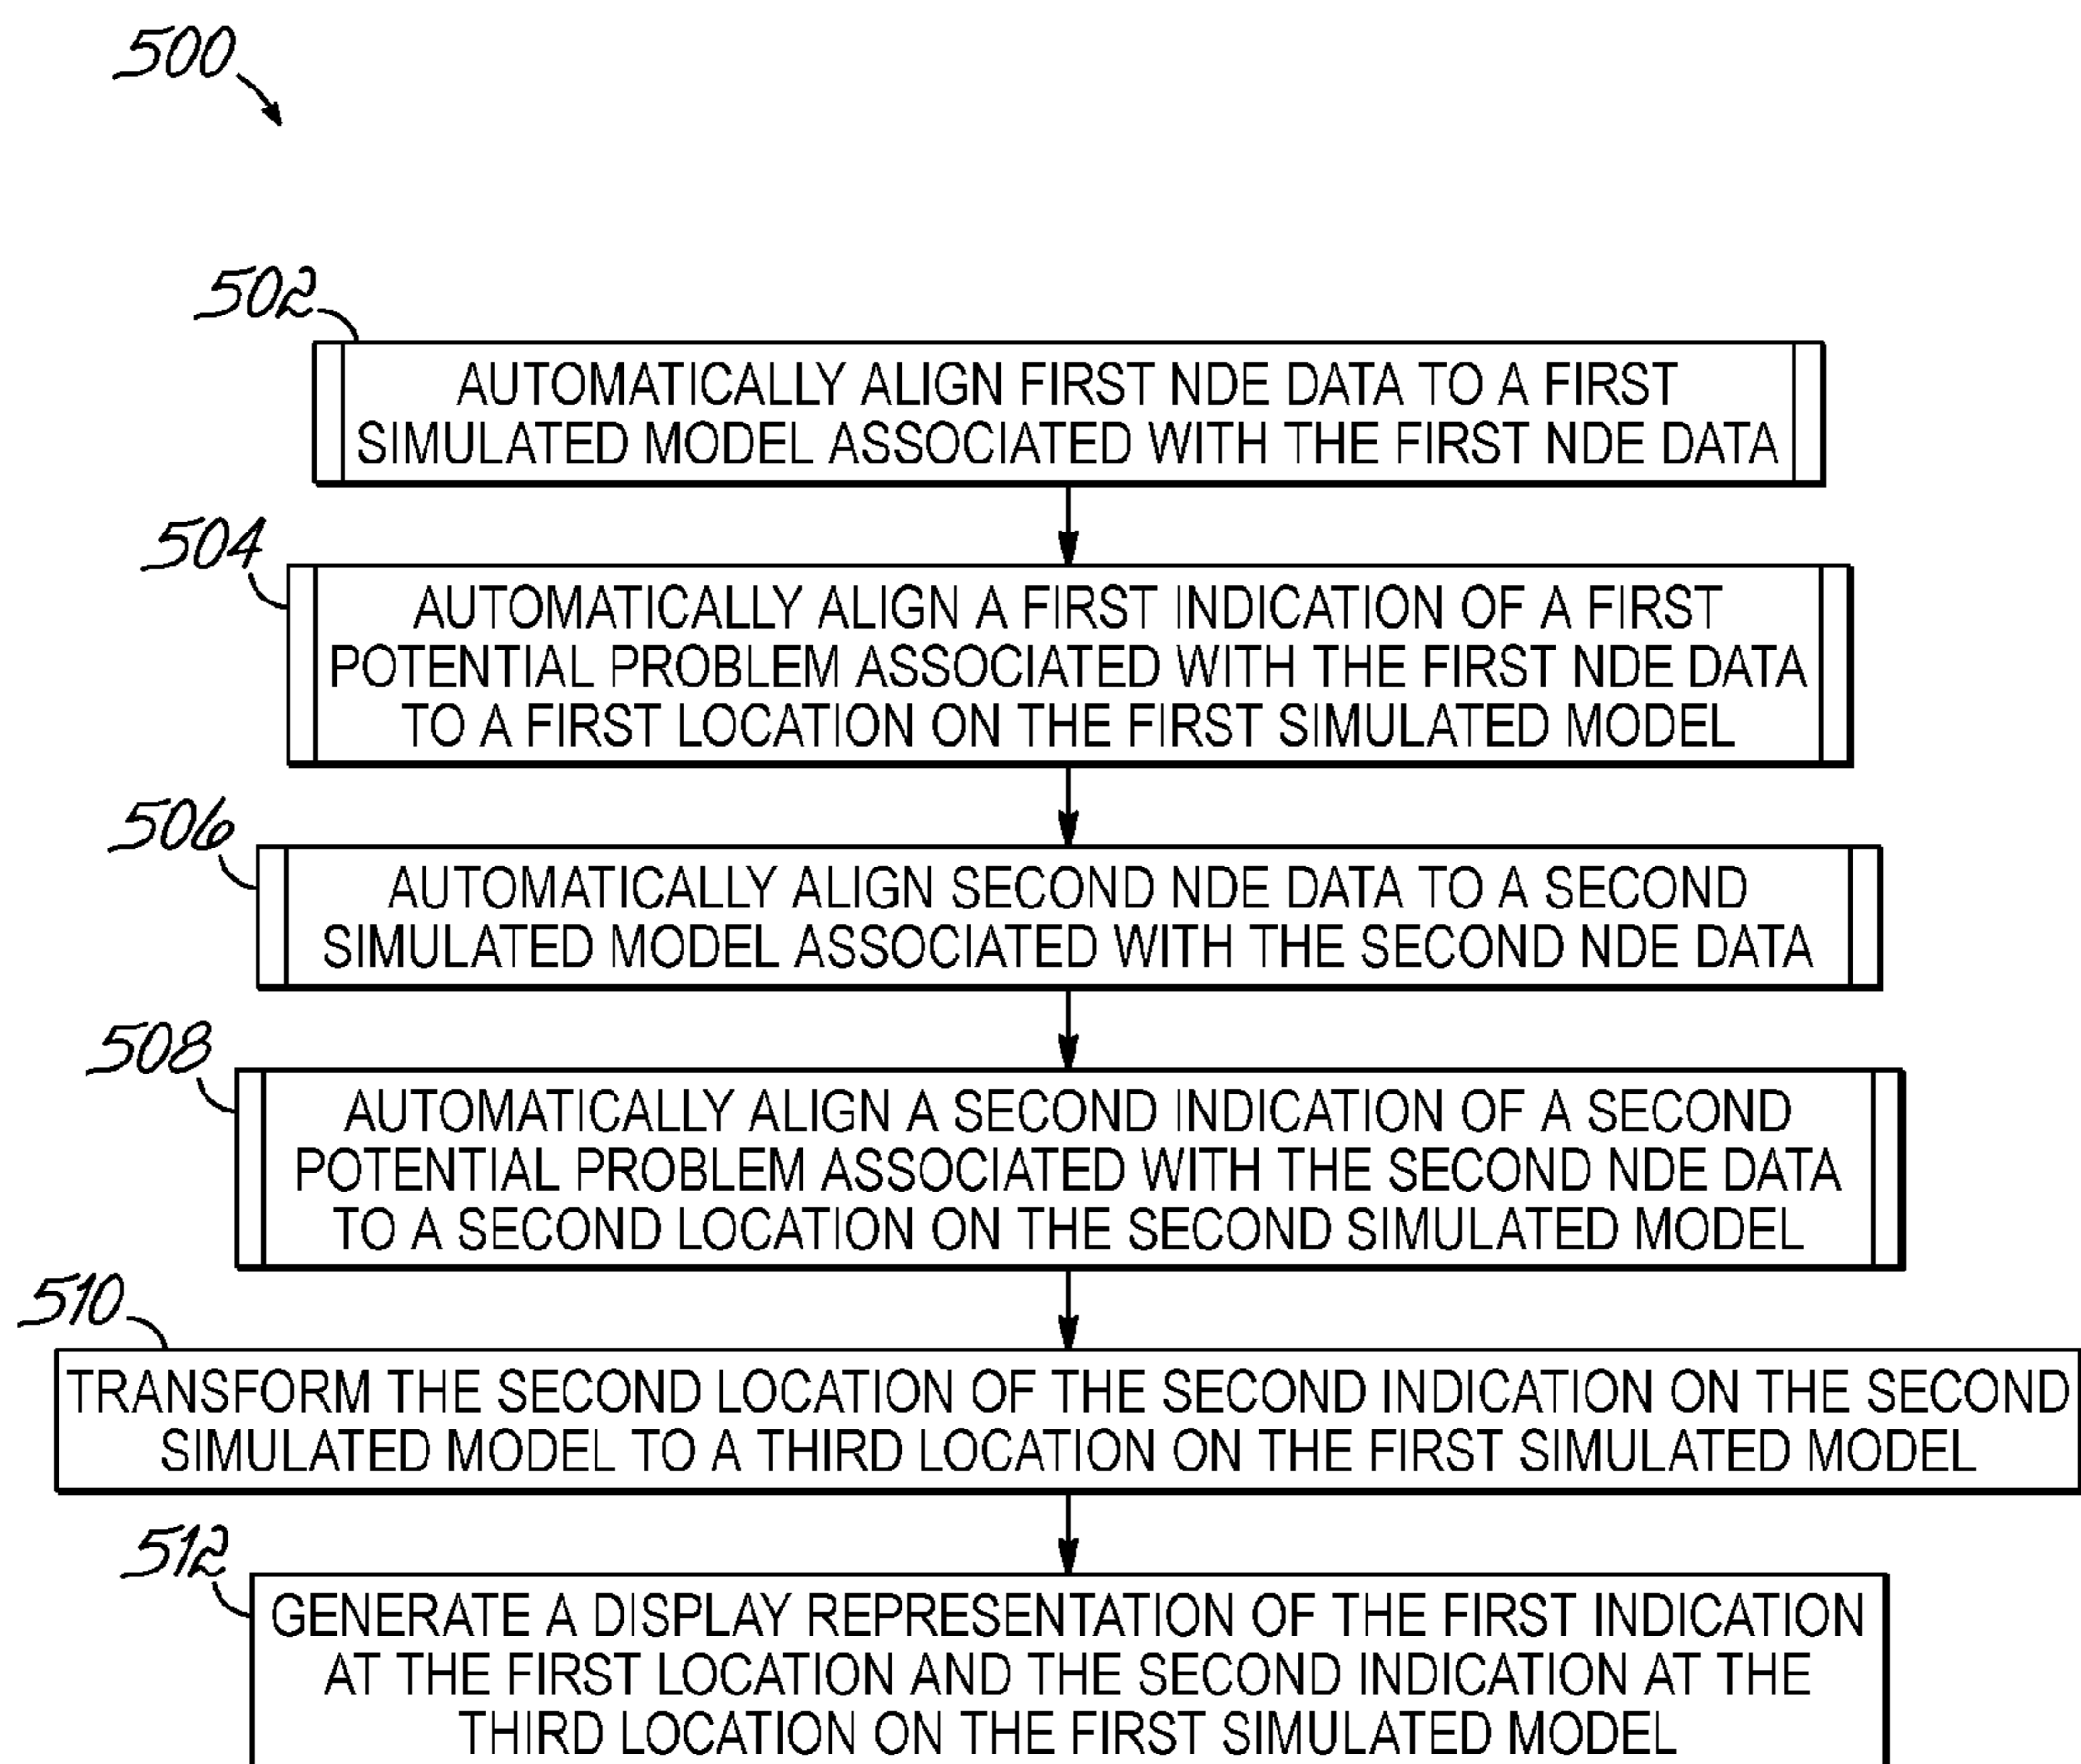 500
502
AUTOMATICALLY ALIGN FIRST NDE DATA TO A FIRST
SIMULATED MODEL ASSOCIATED WITH THE FIRST NDE DATA
504
AUTOMATICALLY ALIGN A FIRST INDICATION OF A FIRST
POTENTIAL PROBLEM ASSOCIATED WITH THE FIRST NDE DATA
TO A FIRST LOCATION ON THE FIRST SIMULATED MODEL
506
AUTOMATICALLY ALIGN SECOND NDE DATA TO A SECOND
SIMULATED MODEL ASSOCIATED WITH THE SECOND NDE DATA
508
AUTOMATICALLY ALIGN A SECOND INDICATION OF A SECOND
POTENTIAL PROBLEM ASSOCIATED WITH THE SECOND NDE DATA
TO A SECOND LOCATION ON THE SECOND SIMULATED MODEL
510
TRANSFORM THE SECOND LOCATION OF THE SECOND INDICATION ON THE SECOND
SIMULATED MODEL TO A THIRD LOCATION ON THE FIRST SIMULATED MODEL
512
GENERATE A DISPLAY REPRESENTATION OF THE FIRST INDICATION
AT THE FIRST LOCATION AND THE SECOND INDICATION AT THE
THIRD LOCATION ON THE FIRST SIMULATED MODEL